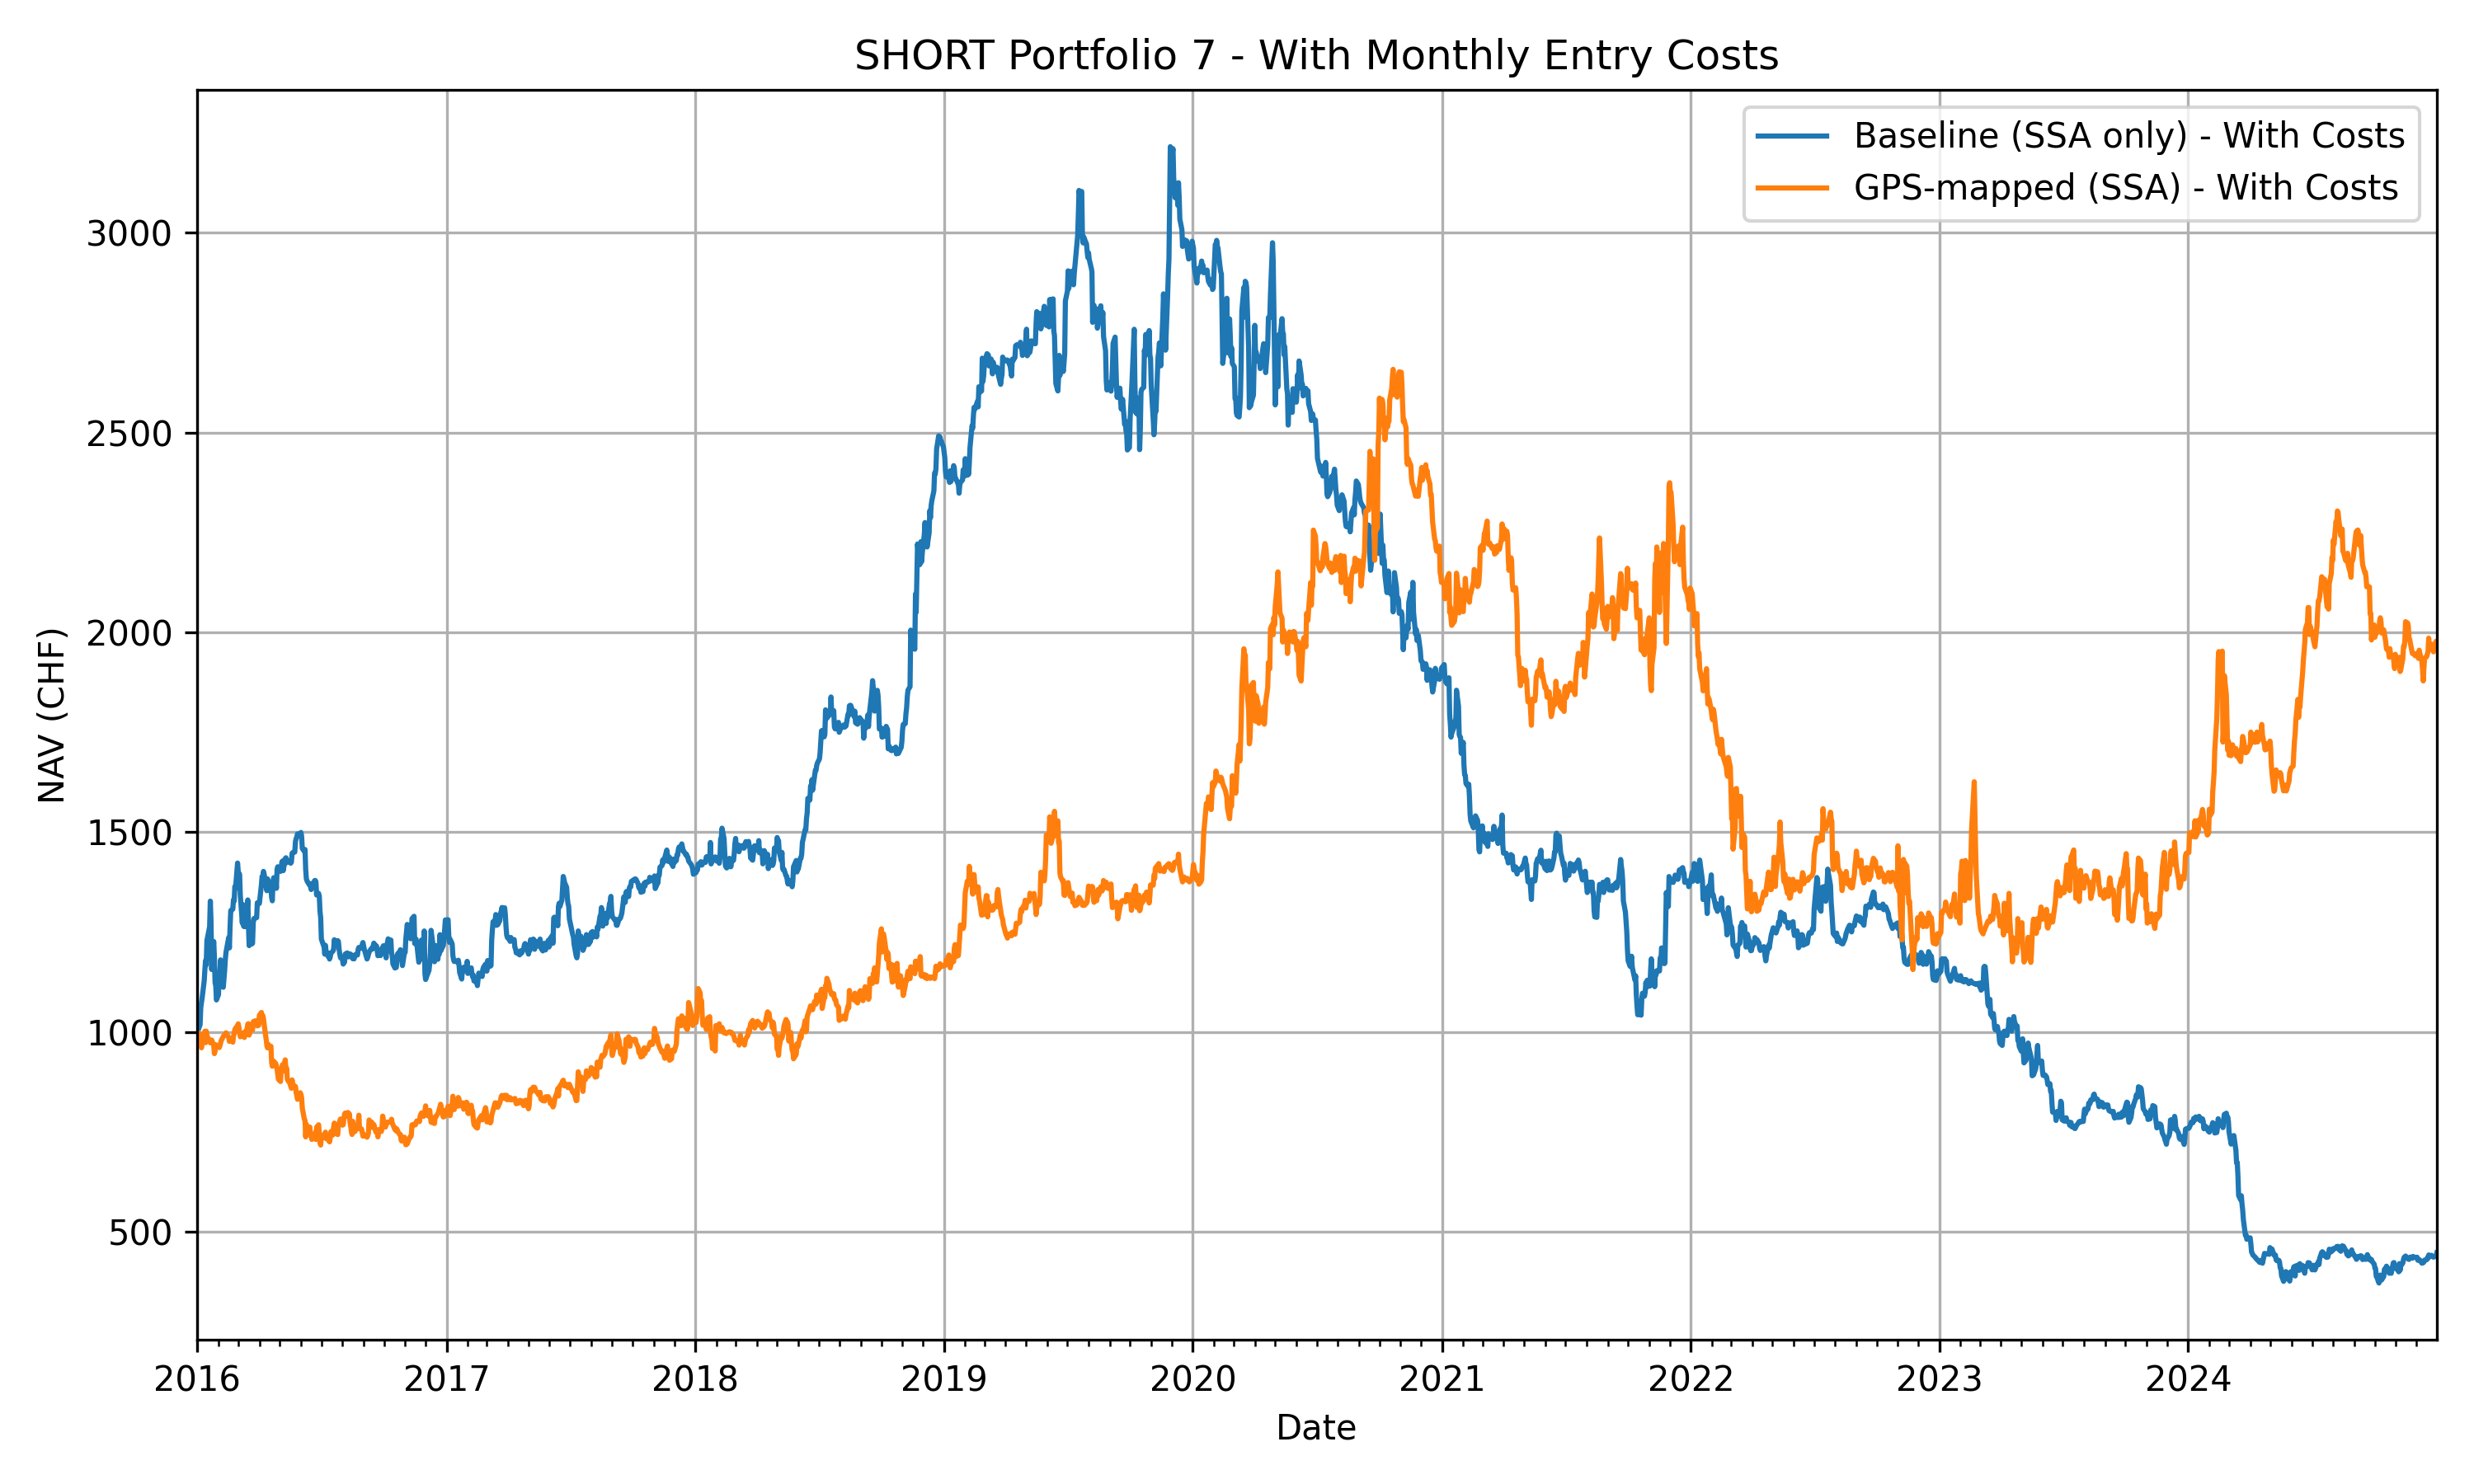 SHORT Portfolio 7 - With Monthly Entry Costs
Baseline (SSA only) - With Costs
GPS-mapped (SSA) - With Costs
NAV (CHF)
3000
2500
2000
1500
1000
500
2016 2017 2018 2019 2020 2021 2022 2023 2024
Date